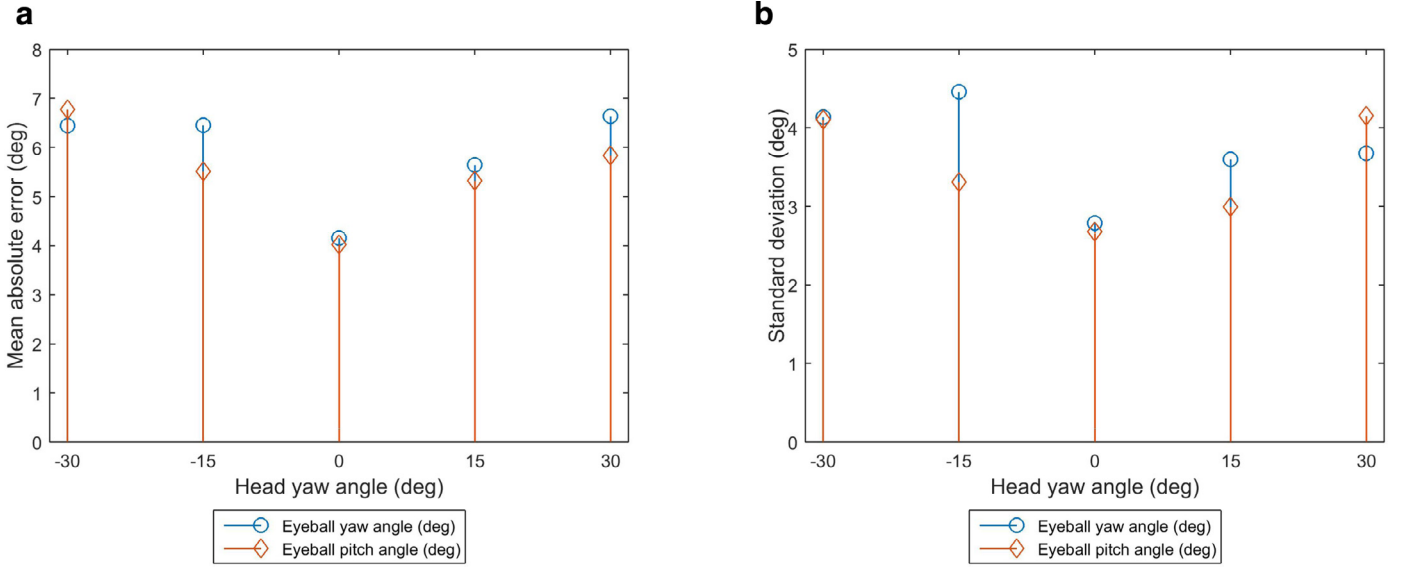 a
8
7
6
5
4
3
2
1
0
Mean absolute error (deg)
-30 -15 0 15 30
Head yaw angle (deg)
Eyeball yaw angle (deg)
Eyeball pitch angle (deg)
b
5
4
3
2
1
0
Standard deviation (deg)
-30 -15 0 15 30
Head yaw angle (deg)
Eyeball yaw angle (deg)
Eyeball pitch angle (deg)